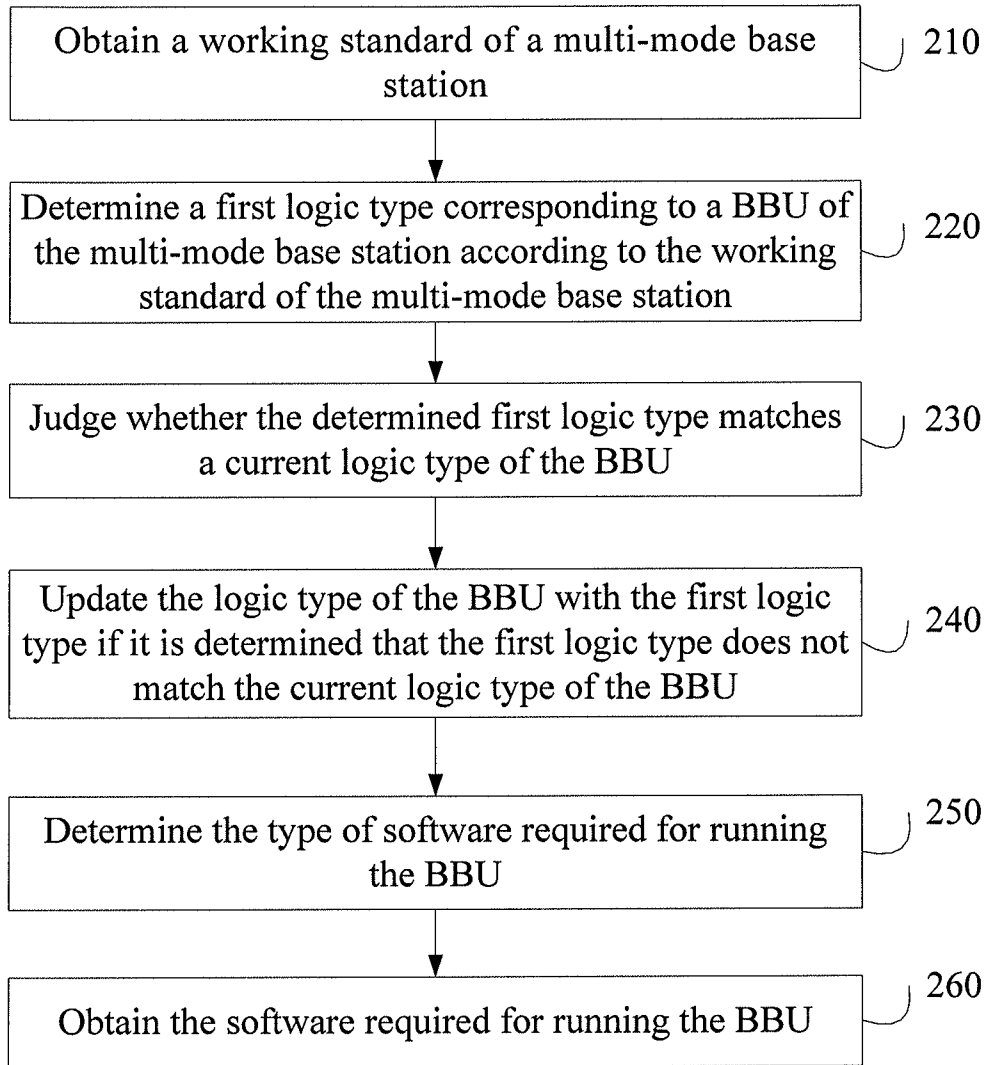 Obtain a working standard of a multi-mode base
station
210
Determine a first logic type corresponding to a BBU of
the multi-mode base station according to the working
standard of the multi-mode base station
220
Judge whether the determined first logic type matches
a current logic type of the BBU
230
Update the logic type of the BBU with the first logic
type if it is determined that the first logic type does not
match the current logic type of the BBU
240
Determine the type of software required for running
the BBU
250
Obtain the software required for running the BBU
260